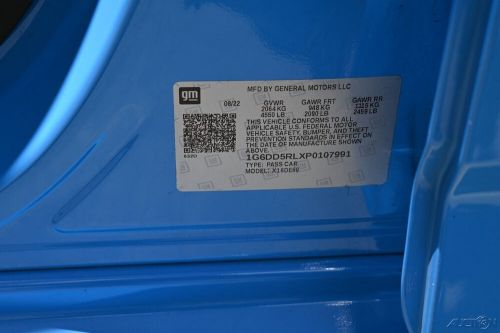 gm
MFD BY GENERAL MOTORS LLC
08/22 GVWR GAWR FRT GAWR RR
2064 KG 948 KG 1116 KG
4550 LB 2090 LB 2459 LB
THIS VEHICLE CONFORMS TO ALL
APPLICABLE U.S. FEDERAL MOTOR
VEHICLE SAFETY, BUMPER, AND THEFT
PREVENTION STANDARDS IN EFFECT ON
THE DATE OF MANUFACTURE SHOWN
ABOVE.
1G6DD5RLXP0107991
TYPE: PASS CAR